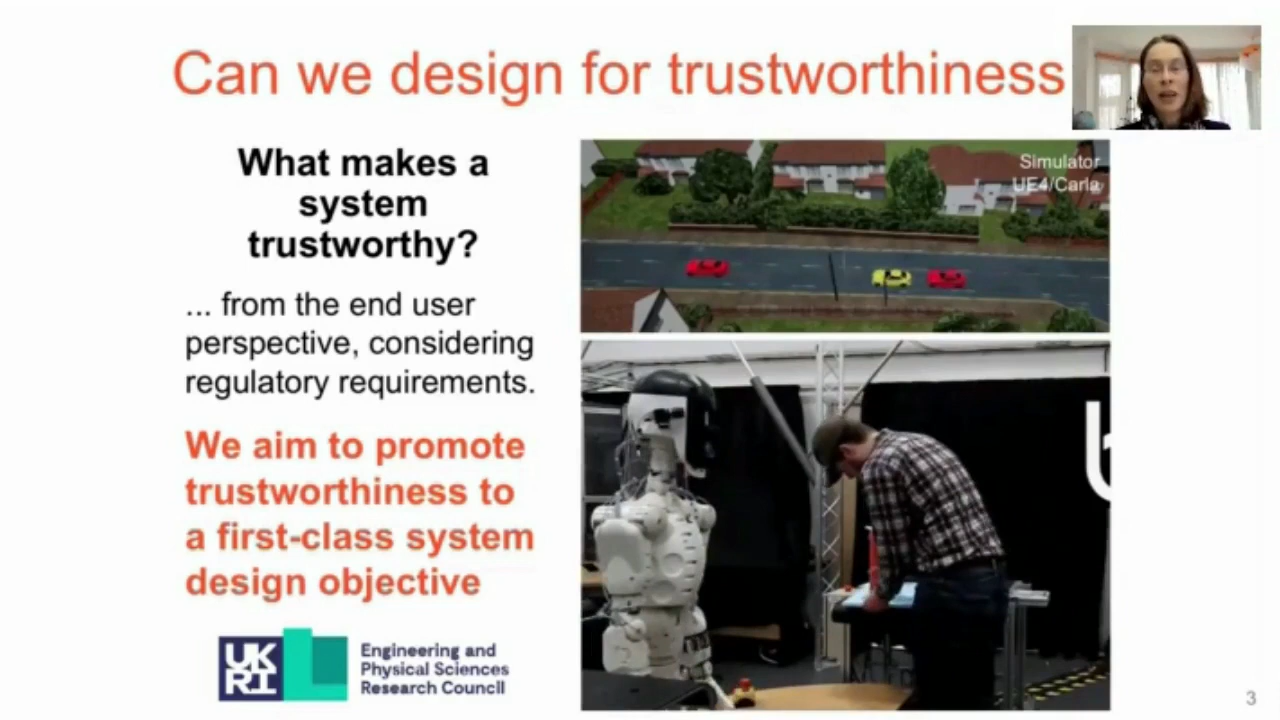 Can we design for trustworthiness
What makes a
system
trustworthy?
... from the end user
perspective, considering
regulatory requirements.
We aim to promote
trustworthiness to
a first-class system
design objective
UK
RI
Engineering and
Physical Sciences
Research Council
Simulator
UE4/Carla
3